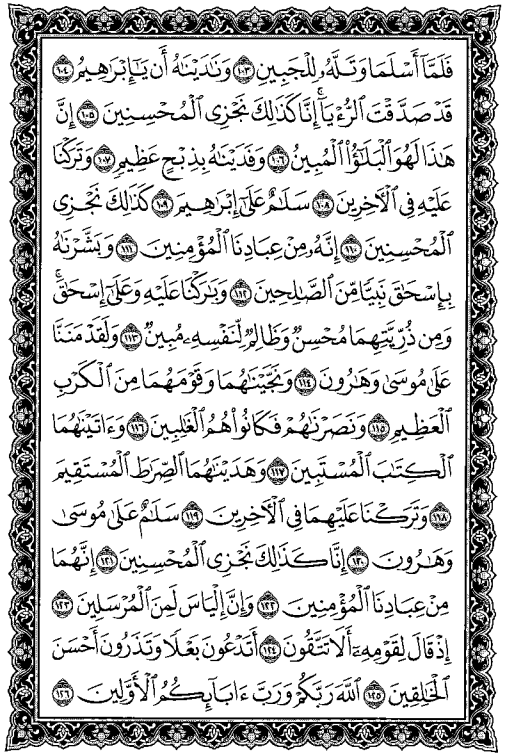 فَلَمَّآ أَسْلَمَا وَتَلَّهُۥ لِلْجَبِينِ ۝١٠٣ وَنَٰدَيْنَٰهُ أَن يَٰٓإِبْرَٰهِيمُ ۝١٠٤
قَدْ صَدَّقْتَ ٱلرُّءْيَآۚ إِنَّا كَذَٰلِكَ نَجْزِى ٱلْمُحْسِنِينَ ۝١٠٥ إِنَّ
هَٰذَا لَهُوَ ٱلْبَلَٰٓؤُا۟ ٱلْمُبِينُ ۝١٠٦ وَفَدَيْنَٰهُ بِذِبْحٍ عَظِيمٍ ۝١٠٧ وَتَرَكْنَا
عَلَيْهِ فِى ٱلْءَاخِرِينَ ۝١٠٨ سَلَٰمٌ عَلَىٰٓ إِبْرَٰهِيمَ ۝١٠٩ كَذَٰلِكَ نَجْزِى
ٱلْمُحْسِنِينَ ۝١١٠ إِنَّهُۥ مِنْ عِبَادِنَا ٱلْمُؤْمِنِينَ ۝١١١ وَبَشَّرْنَٰهُ
بِإِسْحَٰقَ نَبِيًّا مِّنَ ٱلصَّٰلِحِينَ ۝١١٢ وَبَٰرَكْنَا عَلَيْهِ وَعَلَىٰٓ إِسْحَٰقَۚ
وَمِن ذُرِّيَّتِهِمَا مُحْسِنٌ وَظَالِمٌ لِّنَفْسِهِۦ مُبِينٌ ۝١١٣ وَلَقَدْ مَنَنَّا
عَلَىٰ مُوسَىٰ وَهَٰرُونَ ۝١١٤ وَنَجَّيْنَٰهُمَا وَقَوْمَهُمَا مِنَ ٱلْكَرْبِ
ٱلْعَظِيمِ ۝١١٥ وَنَصَرْنَٰهُمْ فَكَانُوا۟ هُمُ ٱلْغَٰلِبِينَ ۝١١٦ وَءَاتَيْنَٰهُمَا
ٱلْكِتَٰبَ ٱلْمُسْتَبِينَ ۝١١٧ وَهَدَيْنَٰهُمَا ٱلصِّرَٰطَ ٱلْمُسْتَقِيمَ
۝١١٨ وَتَرَكْنَا عَلَيْهِمَا فِى ٱلْءَاخِرِينَ ۝١١٩ سَلَٰمٌ عَلَىٰ مُوسَىٰ
وَهَٰرُونَ ۝١٢٠ إِنَّا كَذَٰلِكَ نَجْزِى ٱلْمُحْسِنِينَ ۝١٢١ إِنَّهُمَا
مِنْ عِبَادِنَا ٱلْمُؤْمِنِينَ ۝١٢٢ وَإِنَّ إِلْيَاسَ لَمِنَ ٱلْمُرْسَلِينَ ۝١٢٣
إِذْ قَالَ لِقَوْمِهِۦٓ أَلَا تَتَّقُونَ ۝١٢٤ أَتَدْعُونَ بَعْلًا وَتَذَرُونَ أَحْسَنَ
ٱلْخَٰلِقِينَ ۝١٢٥ ٱللَّهَ رَبَّكُمْ وَرَبَّ ءَابَآئِكُمُ ٱلْأَوَّلِينَ ۝١٢٦